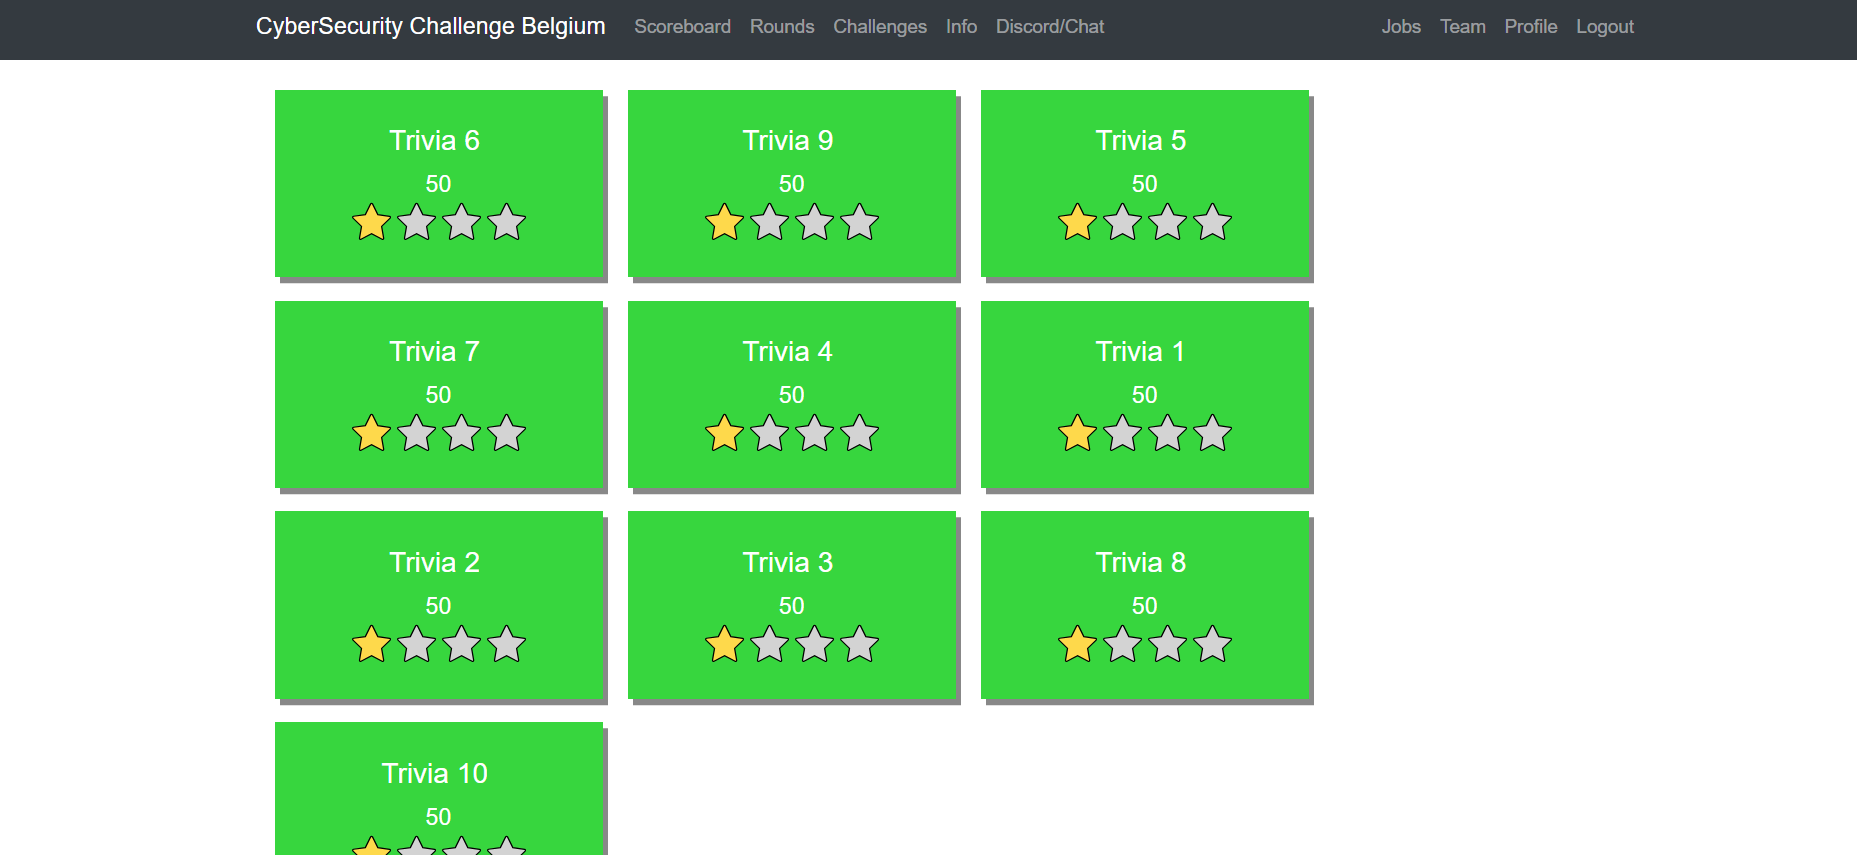 CyberSecurity Challenge Belgium Scoreboard Rounds Challenges Info Discord/Chat Jobs Team Profile Logout
Trivia 6
50
Trivia 9
50
Trivia 5
50
Trivia 7
50
Trivia 4
50
Trivia 1
50
Trivia 2
50
Trivia 3
50
Trivia 8
50
Trivia 10
50